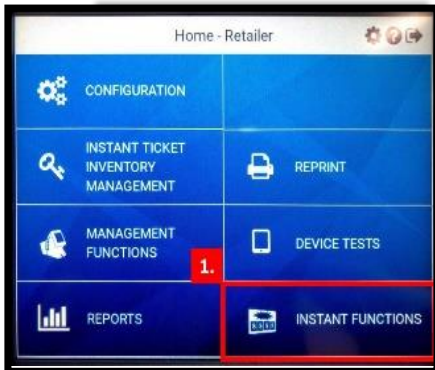 Home - Retailer
CONFIGURATION
INSTANT TICKET
INVENTORY
MANAGEMENT
REPRINT
MANAGEMENT
FUNCTIONS
1.
DEVICE TESTS
REPORTS
INSTANT FUNCTIONS